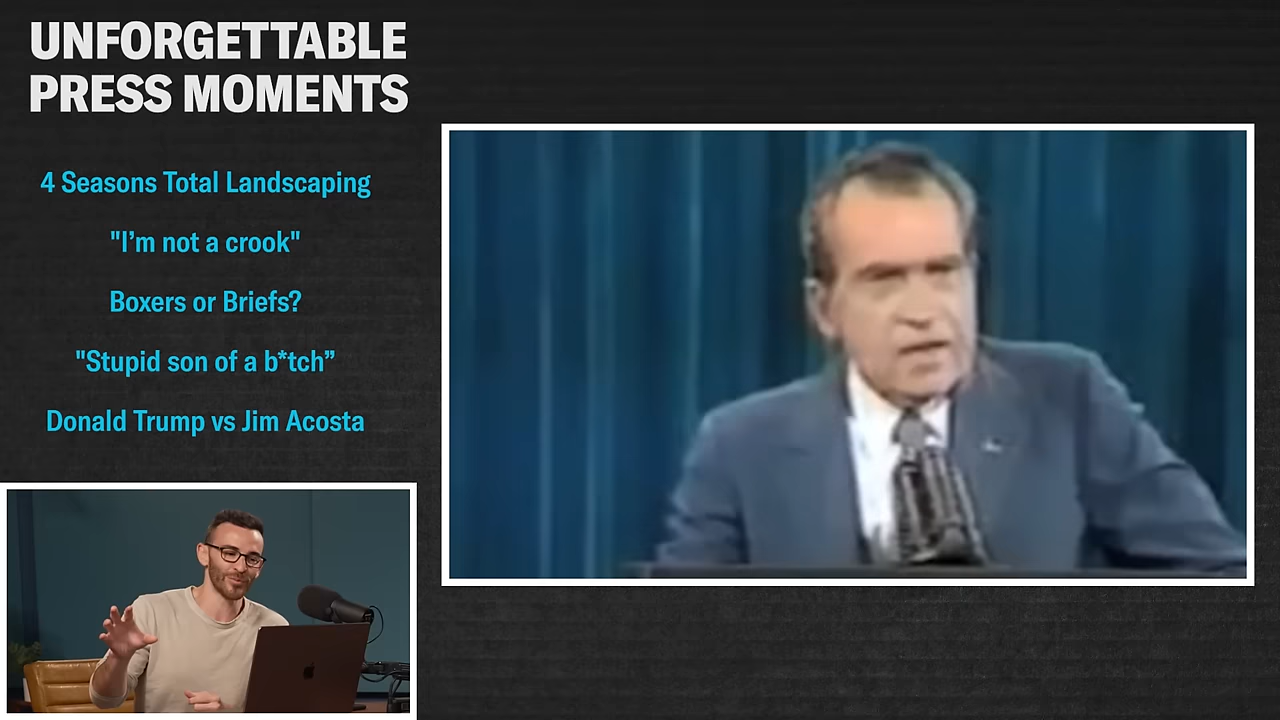 UNFORGETTABLE
PRESS MOMENTS
4 Seasons Total Landscaping
"I’m not a crook"
Boxers or Briefs?
"Stupid son of a b*tch”
Donald Trump vs Jim Acosta